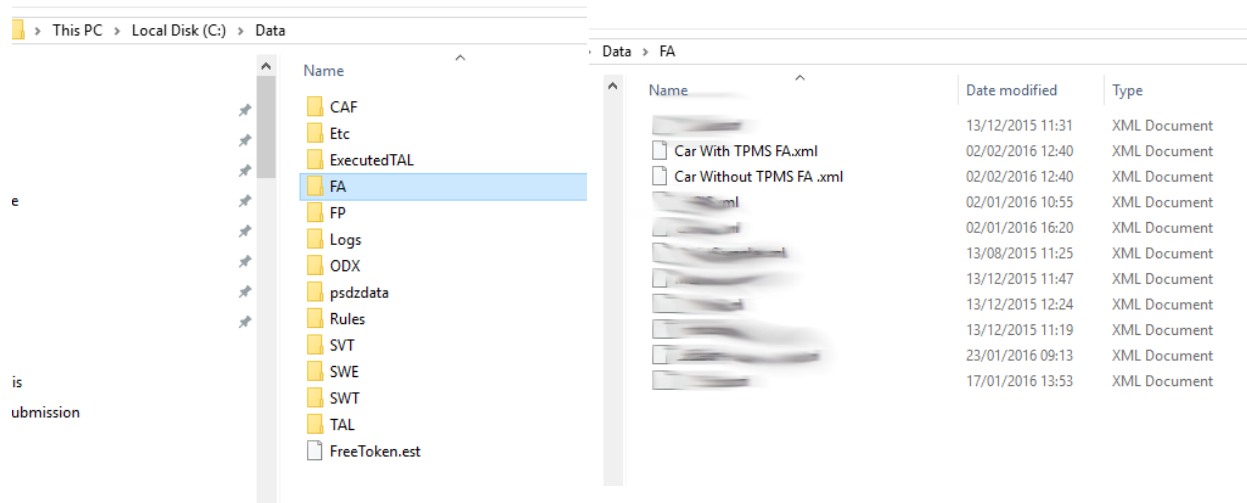 This PC > Local Disk (C:) > Data
Name
CAF
Etc
ExecutedTAL
FA
FP
Logs
ODX
psdzdata
Rules
SVT
SWE
SWT
TAL
FreeToken.est
e
is
ubmission
Data > FA
Name Date modified Type
13/12/2015 11:31 XML Document
Car With TPMS FA.xml 02/02/2016 12:40 XML Document
Car Without TPMS FA .xml 02/02/2016 12:40 XML Document
ml 02/01/2016 10:55 XML Document
02/01/2016 16:20 XML Document
13/08/2015 11:25 XML Document
13/12/2015 11:47 XML Document
13/12/2015 12:24 XML Document
13/12/2015 11:19 XML Document
23/01/2016 09:13 XML Document
17/01/2016 13:53 XML Document